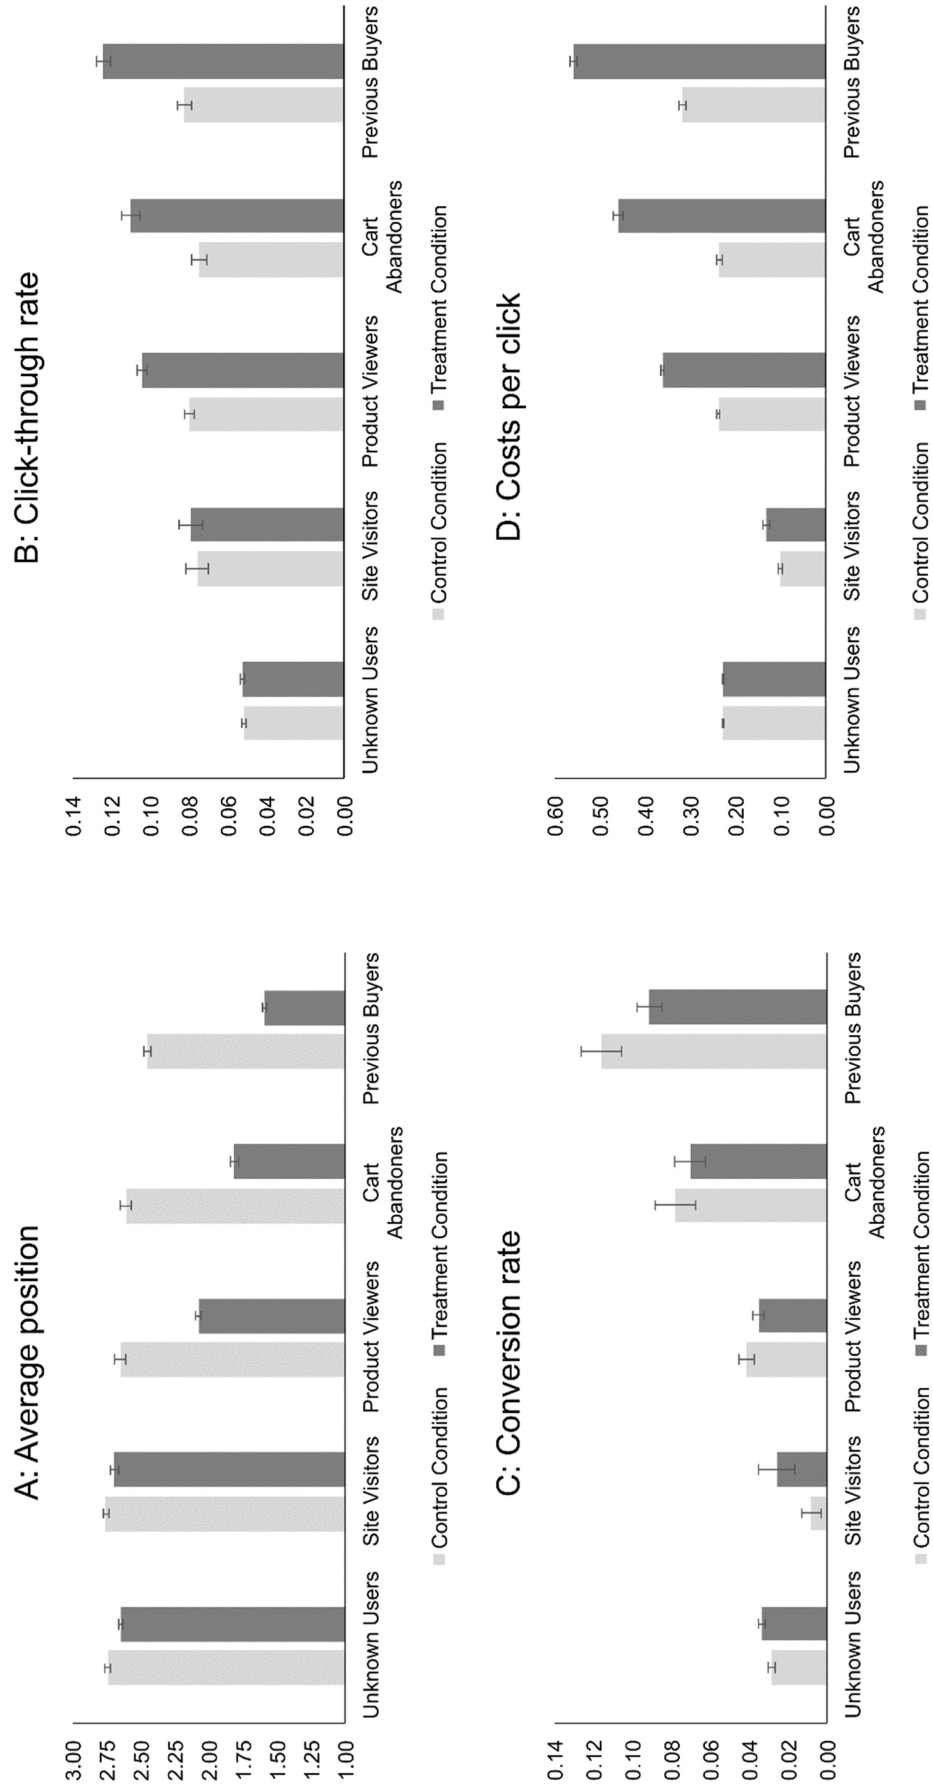 A: Average position
3.00
2.75
2.50
2.25
2.00
1.75
1.50
1.25
1.00
Unknown Users Site Visitors Product Viewers Cart Previous Buyers
Abandoners
Control Condition Treatment Condition
B: Click-through rate
0.14
0.12
0.10
0.08
0.06
0.04
0.02
0.00
Unknown Users Site Visitors Product Viewers Cart Previous Buyers
Abandoners
Control Condition Treatment Condition
C: Conversion rate
0.14
0.12
0.10
0.08
0.06
0.04
0.02
0.00
Unknown Users Site Visitors Product Viewers Cart Previous Buyers
Abandoners
Control Condition Treatment Condition
D: Costs per click
0.60
0.50
0.40
0.30
0.20
0.10
0.00
Unknown Users Site Visitors Product Viewers Cart Previous Buyers
Abandoners
Control Condition Treatment Condition